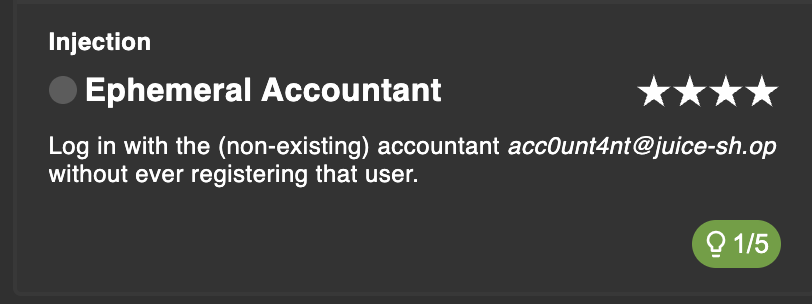 Injection
Ephemeral Accountant
Log in with the (non-existing) accountant acc0unt4nt@juice-sh.op
without ever registering that user.
1/5